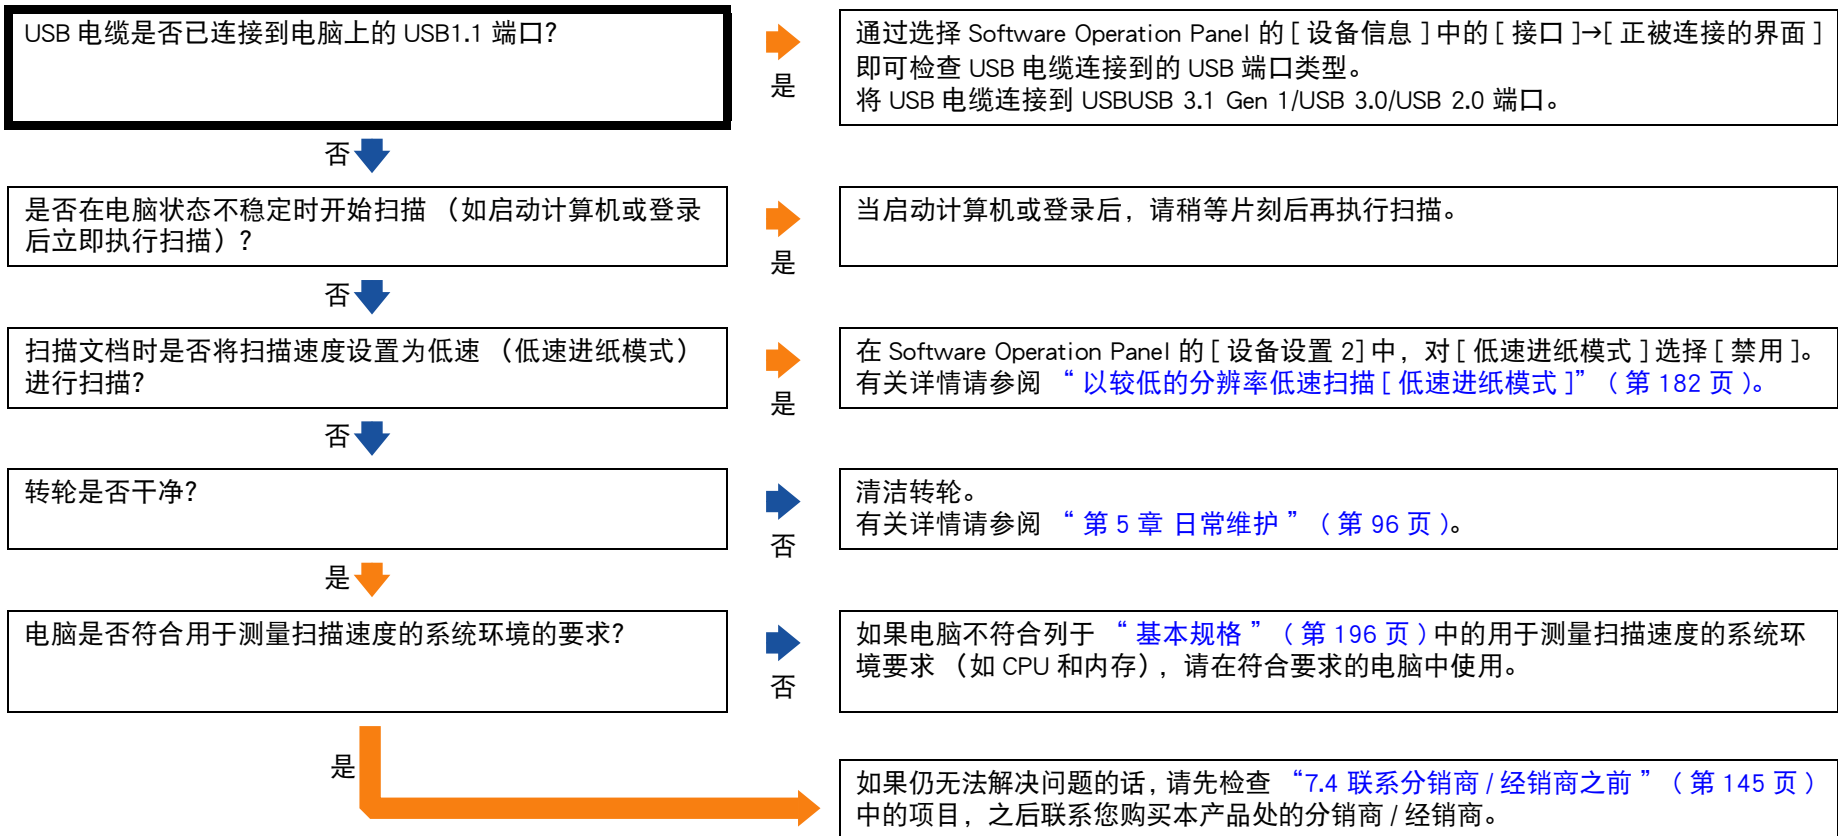 USB 电缆是否已连接到电脑上的 USB1.1 端口?
是
通过选择 Software Operation Panel 的 [ 设备信息 ] 中的 [ 接口 ]→[ 正被连接的界面 ]
即可检查 USB 电缆连接到的 USB 端口类型。
将 USB 电缆连接到 USBUSB 3.1 Gen 1/USB 3.0/USB 2.0 端口。
否
是否在电脑状态不稳定时开始扫描 （如启动计算机或登录
后立即执行扫描）?
是
当启动计算机或登录后，请稍等片刻后再执行扫描。
否
扫描文档时是否将扫描速度设置为低速 （低速进纸模式）
进行扫描?
是
在 Software Operation Panel 的 [ 设备设置 2] 中，对 [ 低速进纸模式 ] 选择 [ 禁用 ]。
有关详情请参阅 “ 以较低的分辨率低速扫描 [ 低速进纸模式 ]” ( 第 182 页 )。
否
转轮是否干净?
否
清洁转轮。
有关详情请参阅 “ 第 5 章 日常维护 ” ( 第 96 页 )。
是
电脑是否符合用于测量扫描速度的系统环境的要求?
否
如果电脑不符合列于 “ 基本规格 ” ( 第 196 页 ) 中的用于测量扫描速度的系统环
境要求 （如 CPU 和内存），请在符合要求的电脑中使用。
是
如果仍无法解决问题的话，请先检查 “7.4 联系分销商 / 经销商之前 ” ( 第 145 页 )
中的项目，之后联系您购买本产品处的分销商 / 经销商。